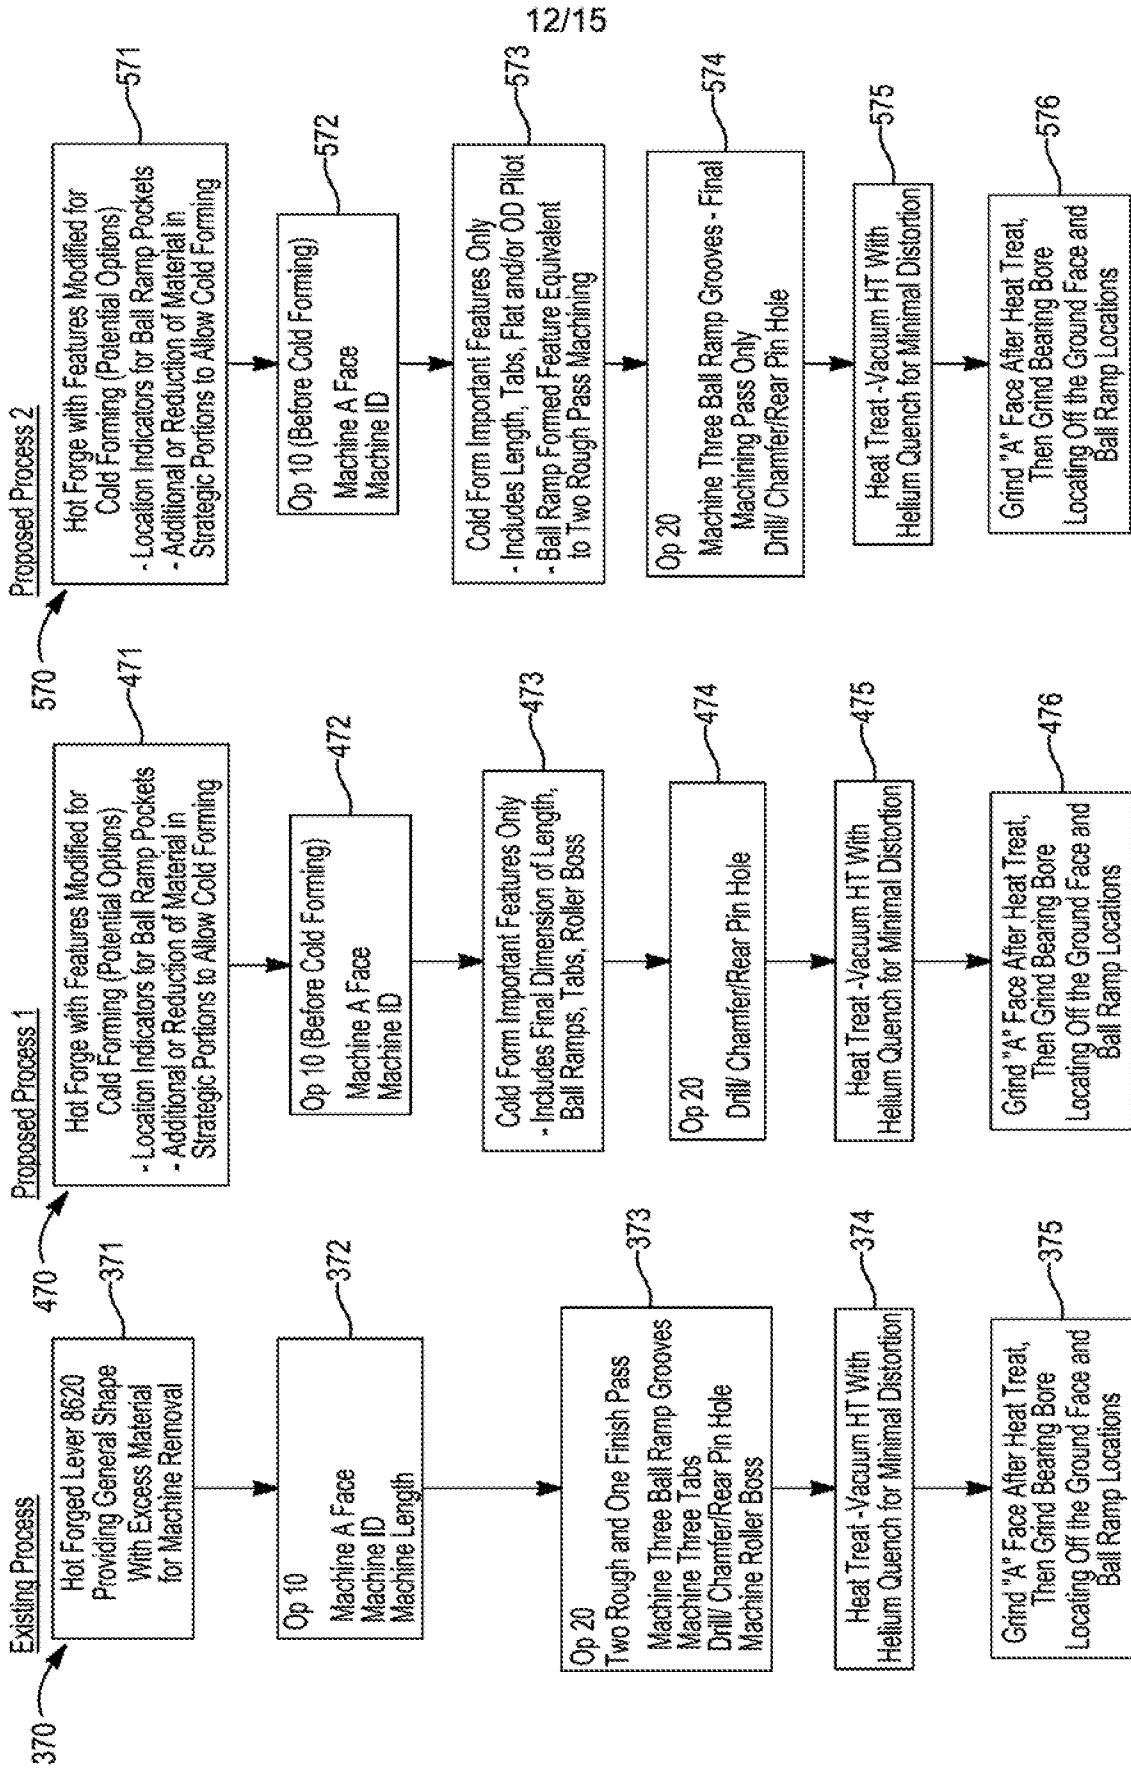 12/15
Existing Process
370
Hot Forged Lever 8620
Providing General Shape
With Excess Material
for Machine Removal
371
Op 10
Machine A Face
Machine ID
Machine Length
372
Op 20
Two Rough and One Finish Pass
Machine Three Ball Ramp Grooves
Machine Three Tabs
Drill/ Chamfer/Rear Pin Hole
Machine Roller Boss
373
Heat Treat -Vacuum HT With
Helium Quench for Minimal Distortion
374
Grind "A" Face After Heat Treat,
Then Grind Bearing Bore
Locating Off the Ground Face and
Ball Ramp Locations
375
Proposed Process 1
470
Hot Forge with Features Modified for
Cold Forming (Potential Options)
- Location Indicators for Ball Ramp Pockets
- Additional or Reduction of Material in
Strategic Portions to Allow Cold Forming
471
Op 10 (Before Cold Forming)
Machine A Face
Machine ID
472
Cold Form Important Features Only
- Includes Final Dimension of Length,
Ball Ramps, Tabs, Roller Boss
473
Op 20
Drill/ Chamfer/Rear Pin Hole
474
Heat Treat -Vacuum HT With
Helium Quench for Minimal Distortion
475
Grind "A" Face After Heat Treat,
Then Grind Bearing Bore
Locating Off the Ground Face and
Ball Ramp Locations
476
Proposed Process 2
570
Hot Forge with Features Modified for
Cold Forming (Potential Options)
- Location Indicators for Ball Ramp Pockets
- Additional or Reduction of Material in
Strategic Portions to Allow Cold Forming
571
Op 10 (Before Cold Forming)
Machine A Face
Machine ID
572
Cold Form Important Features Only
- Includes Length, Tabs, Flat and/or OD Pilot
- Ball Ramp Formed Feature Equivalent
to Two Rough Pass Machining
573
Op 20
Machine Three Ball Ramp Grooves - Final
Machining Pass Only
Drill/ Chamfer/Rear Pin Hole
574
Heat Treat -Vacuum HT With
Helium Quench for Minimal Distortion
575
Grind "A" Face After Heat Treat,
Then Grind Bearing Bore
Locating Off the Ground Face and
Ball Ramp Locations
576